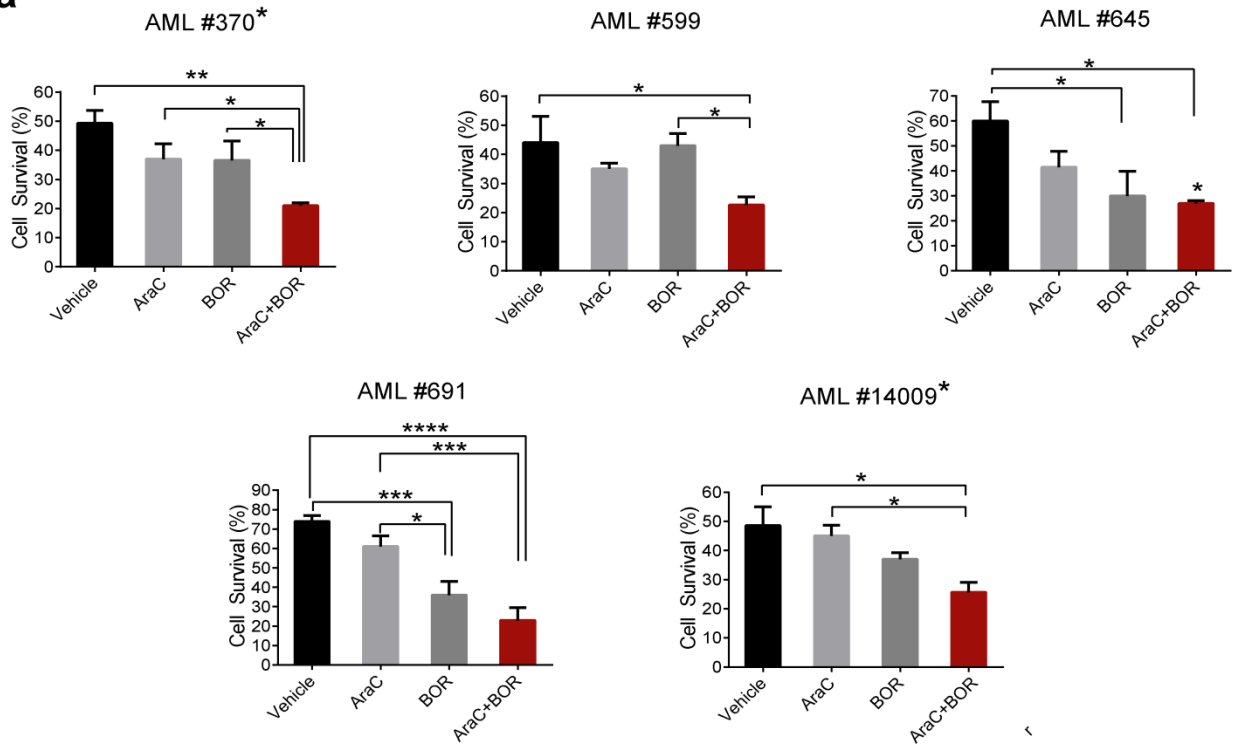 a
AML #370*
**
*
*
Cell Survival (%)
60
50
40
30
20
10
0
Vehicle
AraC
BOR
AraC+BOR
AML #599
*
*
Cell Survival (%)
60
50
40
30
20
10
0
Vehicle
AraC
BOR
AraC+BOR
AML #645
*
*
*
Cell Survival (%)
70
60
50
40
30
20
10
0
Vehicle
AraC
BOR
AraC+BOR
AML #691
****
***
***
*
Cell Survival (%)
90
80
70
60
50
40
30
20
10
0
Vehicle
AraC
BOR
AraC+BOR
AML #14009*
*
*
Cell Survival (%)
60
50
40
30
20
10
0
Vehicle
AraC
BOR
AraC+BOR
r